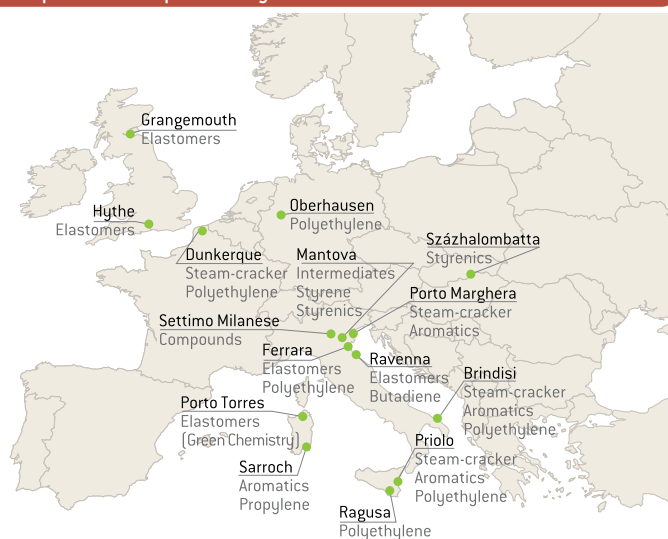 Grangemouth
Elastomers
Hythe
Elastomers
Oberhausen
Polyethylene
Dunkerque
Steam-cracker
Polyethylene
Mantova
Intermediates
Styrene
Styrenics
Százhalombatta
Styrenics
Porto Marghera
Steam-cracker
Aromatics
Settimo Milanese
Compounds
Ferrara
Elastomers
Polyethylene
Ravenna
Elastomers
Butadiene
Brindisi
Steam-cracker
Aromatics
Polyethylene
Porto Torres
Elastomers
(Green Chemistry)
Priolo
Steam-cracker
Aromatics
Polyethylene
Sarroch
Aromatics
Propylene
Ragusa
Polyethylene